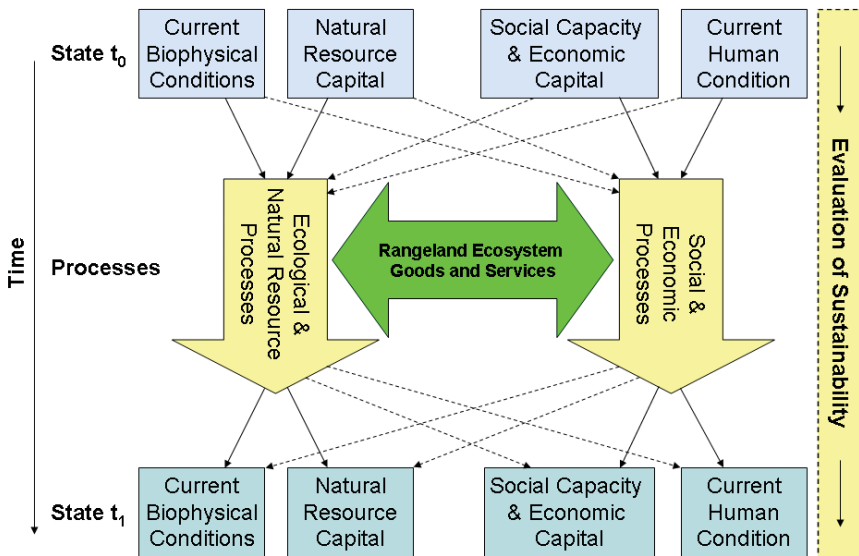 State t₀
Current
Biophysical
Conditions
Natural
Resource
Capital
Social Capacity
& Economic
Capital
Current
Human
Condition
Time
Processes
Ecological &
Natural Resource
Processes
Rangeland Ecosystem
Goods and Services
Social &
Economic
Processes
Evaluation of Sustainability
State t₁
Current
Biophysical
Conditions
Natural
Resource
Capital
Social Capacity
& Economic
Capital
Current
Human
Condition